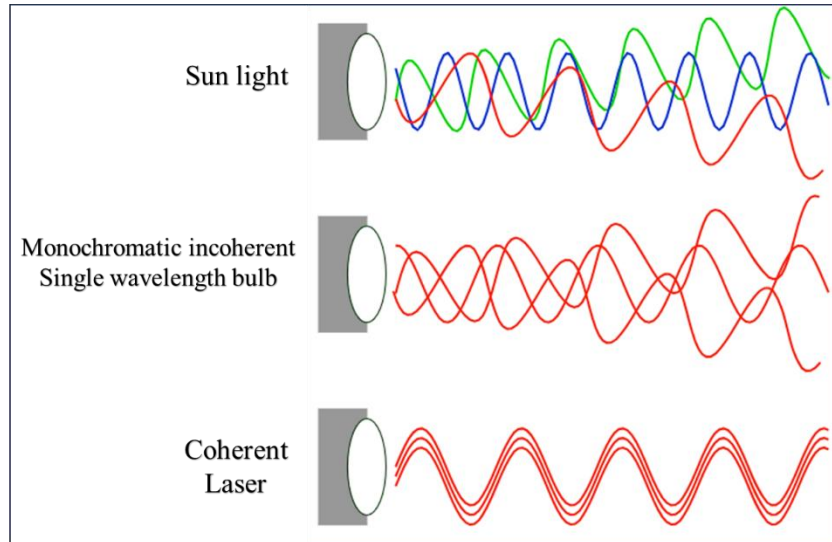 Sun light
Monochromatic incoherent
Single wavelength bulb
Coherent
Laser